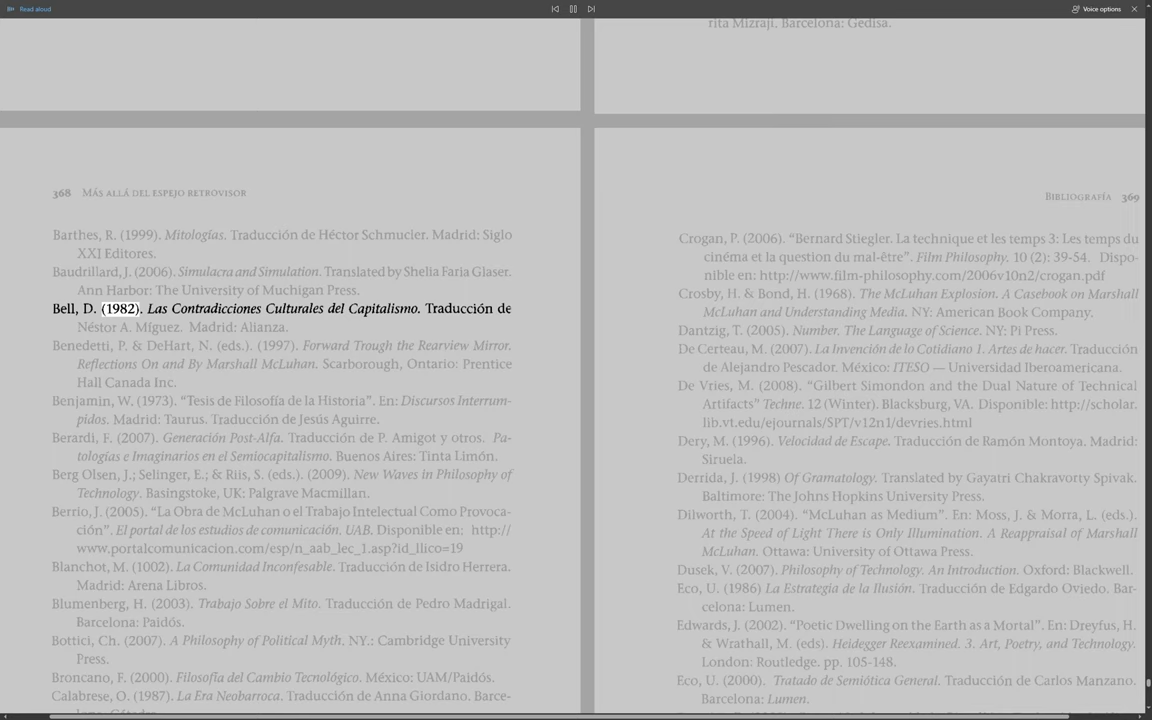 Read aloud
Voice options
rita Mizraji, Barcelona: Gedisa.
368 MÁS ALLÁ DEL ESPEJO RETROVISOR
Barthes, R. (1999). Mitologías. Traducción de Héctor Schmucler. Madrid: Siglo
XXI Editores.
Baudrillard, J. (2006). Simulacra and Simulation. Translated by Shelia Faria Glaser.
Ann Harbor: The University of Muchigan Press.
Bell, D. (1982). Las Contradicciones Culturales del Capitalismo. Traducción de
Néstor A. Míguez. Madrid: Alianza.
Benedetti, P. & DeHart, N. (eds.). (1997). Forward Trough the Rearview Mirror.
Reflections On and By Marshall McLuhan. Scarborough, Ontario: Prentice
Hall Canada Inc.
Benjamin, W. (1973). “Tesis de Filosofía de la Historia”. En: Discursos Interrum-
pidos. Madrid: Taurus. Traducción de Jesús Aguirre.
Berardi, F. (2007). Generación Post-Alfa. Traducción de P. Amigot y otros. Pa-
tologías e Imaginarios en el Semiocapitalismo. Buenos Aires: Tinta Limón.
Berg Olsen, J.; Selinger, E.; & Riis, S. (eds.). (2009). New Waves in Philosophy of
Technology. Basingstoke, UK: Palgrave Macmillan.
Berrio, J. (2005). “La Obra de McLuhan o el Trabajo Intelectual Como Provoca-
ción”. El portal de los estudios de comunicación. UAB. Disponible en: http://
www.portalcomunicacion.com/esp/n_aab_lec_1.asp?id_llico=19
Blanchot, M. (1002). La Comunidad Inconfesable. Traducción de Isidro Herrera.
Madrid: Arena Libros.
Blumenberg, H. (2003). Trabajo Sobre el Mito. Traducción de Pedro Madrigal.
Barcelona: Paidós.
Bottici, Ch. (2007). A Philosophy of Political Myth. NY.: Cambridge University
Press.
Broncano, F. (2000). Filosofía del Cambio Tecnológico. México: UAM/Paidós.
Calabrese, O. (1987). La Era Neobarroca. Traducción de Anna Giordano. Barce-
BIBLIOGRAFÍA 369
Crogan, P. (2006). “Bernard Stiegler. La technique et les temps 3: Les temps du
cinéma et la question du mal-être”. Film Philosophy. 10 (2): 39-54. Dispo-
nible en: http://www.film-philosophy.com/2006v10n2/crogan.pdf
Crosby, H. & Bond, H. (1968). The McLuhan Explosion. A Casebook on Marshall
McLuhan and Understanding Media. NY: American Book Company.
Dantzig, T. (2005). Number. The Language of Science. NY: Pi Press.
De Certeau, M. (2007). La Invención de lo Cotidiano 1. Artes de hacer. Traducción
de Alejandro Pescador. México: ITESO — Universidad Iberoamericana.
De Vries, M. (2008). “Gilbert Simondon and the Dual Nature of Technical
Artifacts” Techne. 12 (Winter). Blacksburg, VA. Disponible: http://scholar.
lib.vt.edu/ejournals/SPT/v12n1/devries.html
Dery, M. (1996). Velocidad de Escape. Traducción de Ramón Montoya. Madrid:
Siruela.
Derrida, J. (1998) Of Gramatology. Translated by Gayatri Chakravorty Spivak.
Baltimore: The Johns Hopkins University Press.
Dilworth, T. (2004). “McLuhan as Medium”. En: Moss, J. & Morra, L. (eds.).
At the Speed of Light There is Only Illumination. A Reappraisal of Marshall
McLuhan. Ottawa: University of Ottawa Press.
Dusek, V. (2007). Philosophy of Technology. An Introduction. Oxford: Blackwell.
Eco, U. (1986) La Estrategia de la Ilusión. Traducción de Edgardo Oviedo. Bar-
celona: Lumen.
Edwards, J. (2002). “Poetic Dwelling on the Earth as a Mortal”. En: Dreyfus, H.
& Wrathall, M. (eds). Heidegger Reexamined. 3. Art, Poetry, and Technology.
London: Routledge. pp. 105-148.
Eco, U. (2000). Tratado de Semiótica General. Traducción de Carlos Manzano.
Barcelona: Lumen.